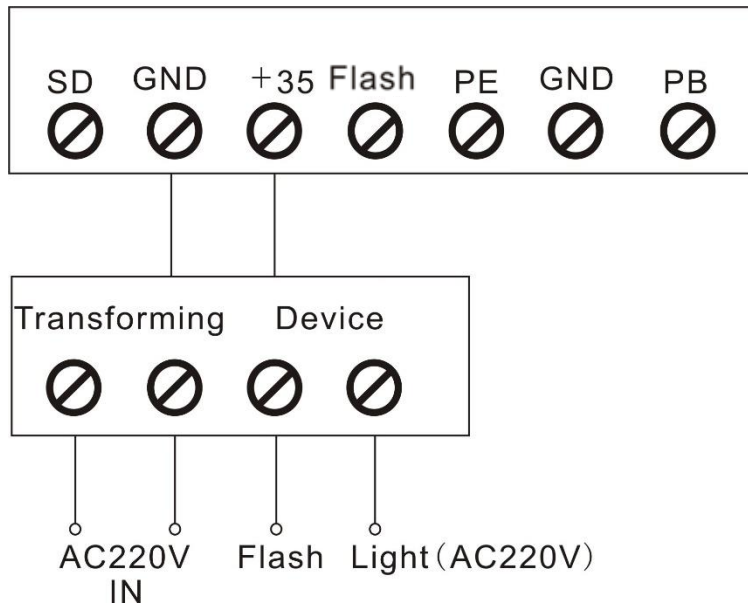 SD GND +35 Flash PE GND PB
Transforming Device
AC220V Flash Light(AC220V)
IN